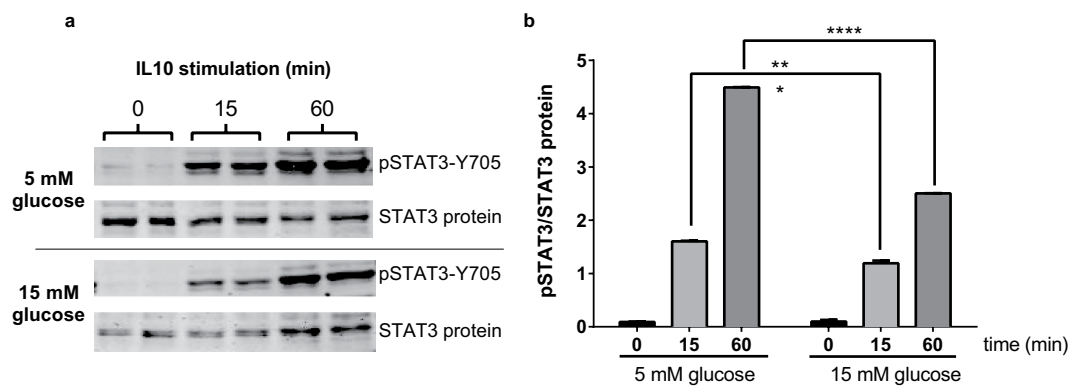 a
IL10 stimulation (min)
0 15 60
5 mM
glucose
pSTAT3-Y705
STAT3 protein
15 mM
glucose
pSTAT3-Y705
STAT3 protein
b
pSTAT3/STAT3 protein
5
4
3
2
1
0
****
**
*
0 15 60 0 15 60 time (min)
5 mM glucose 15 mM glucose